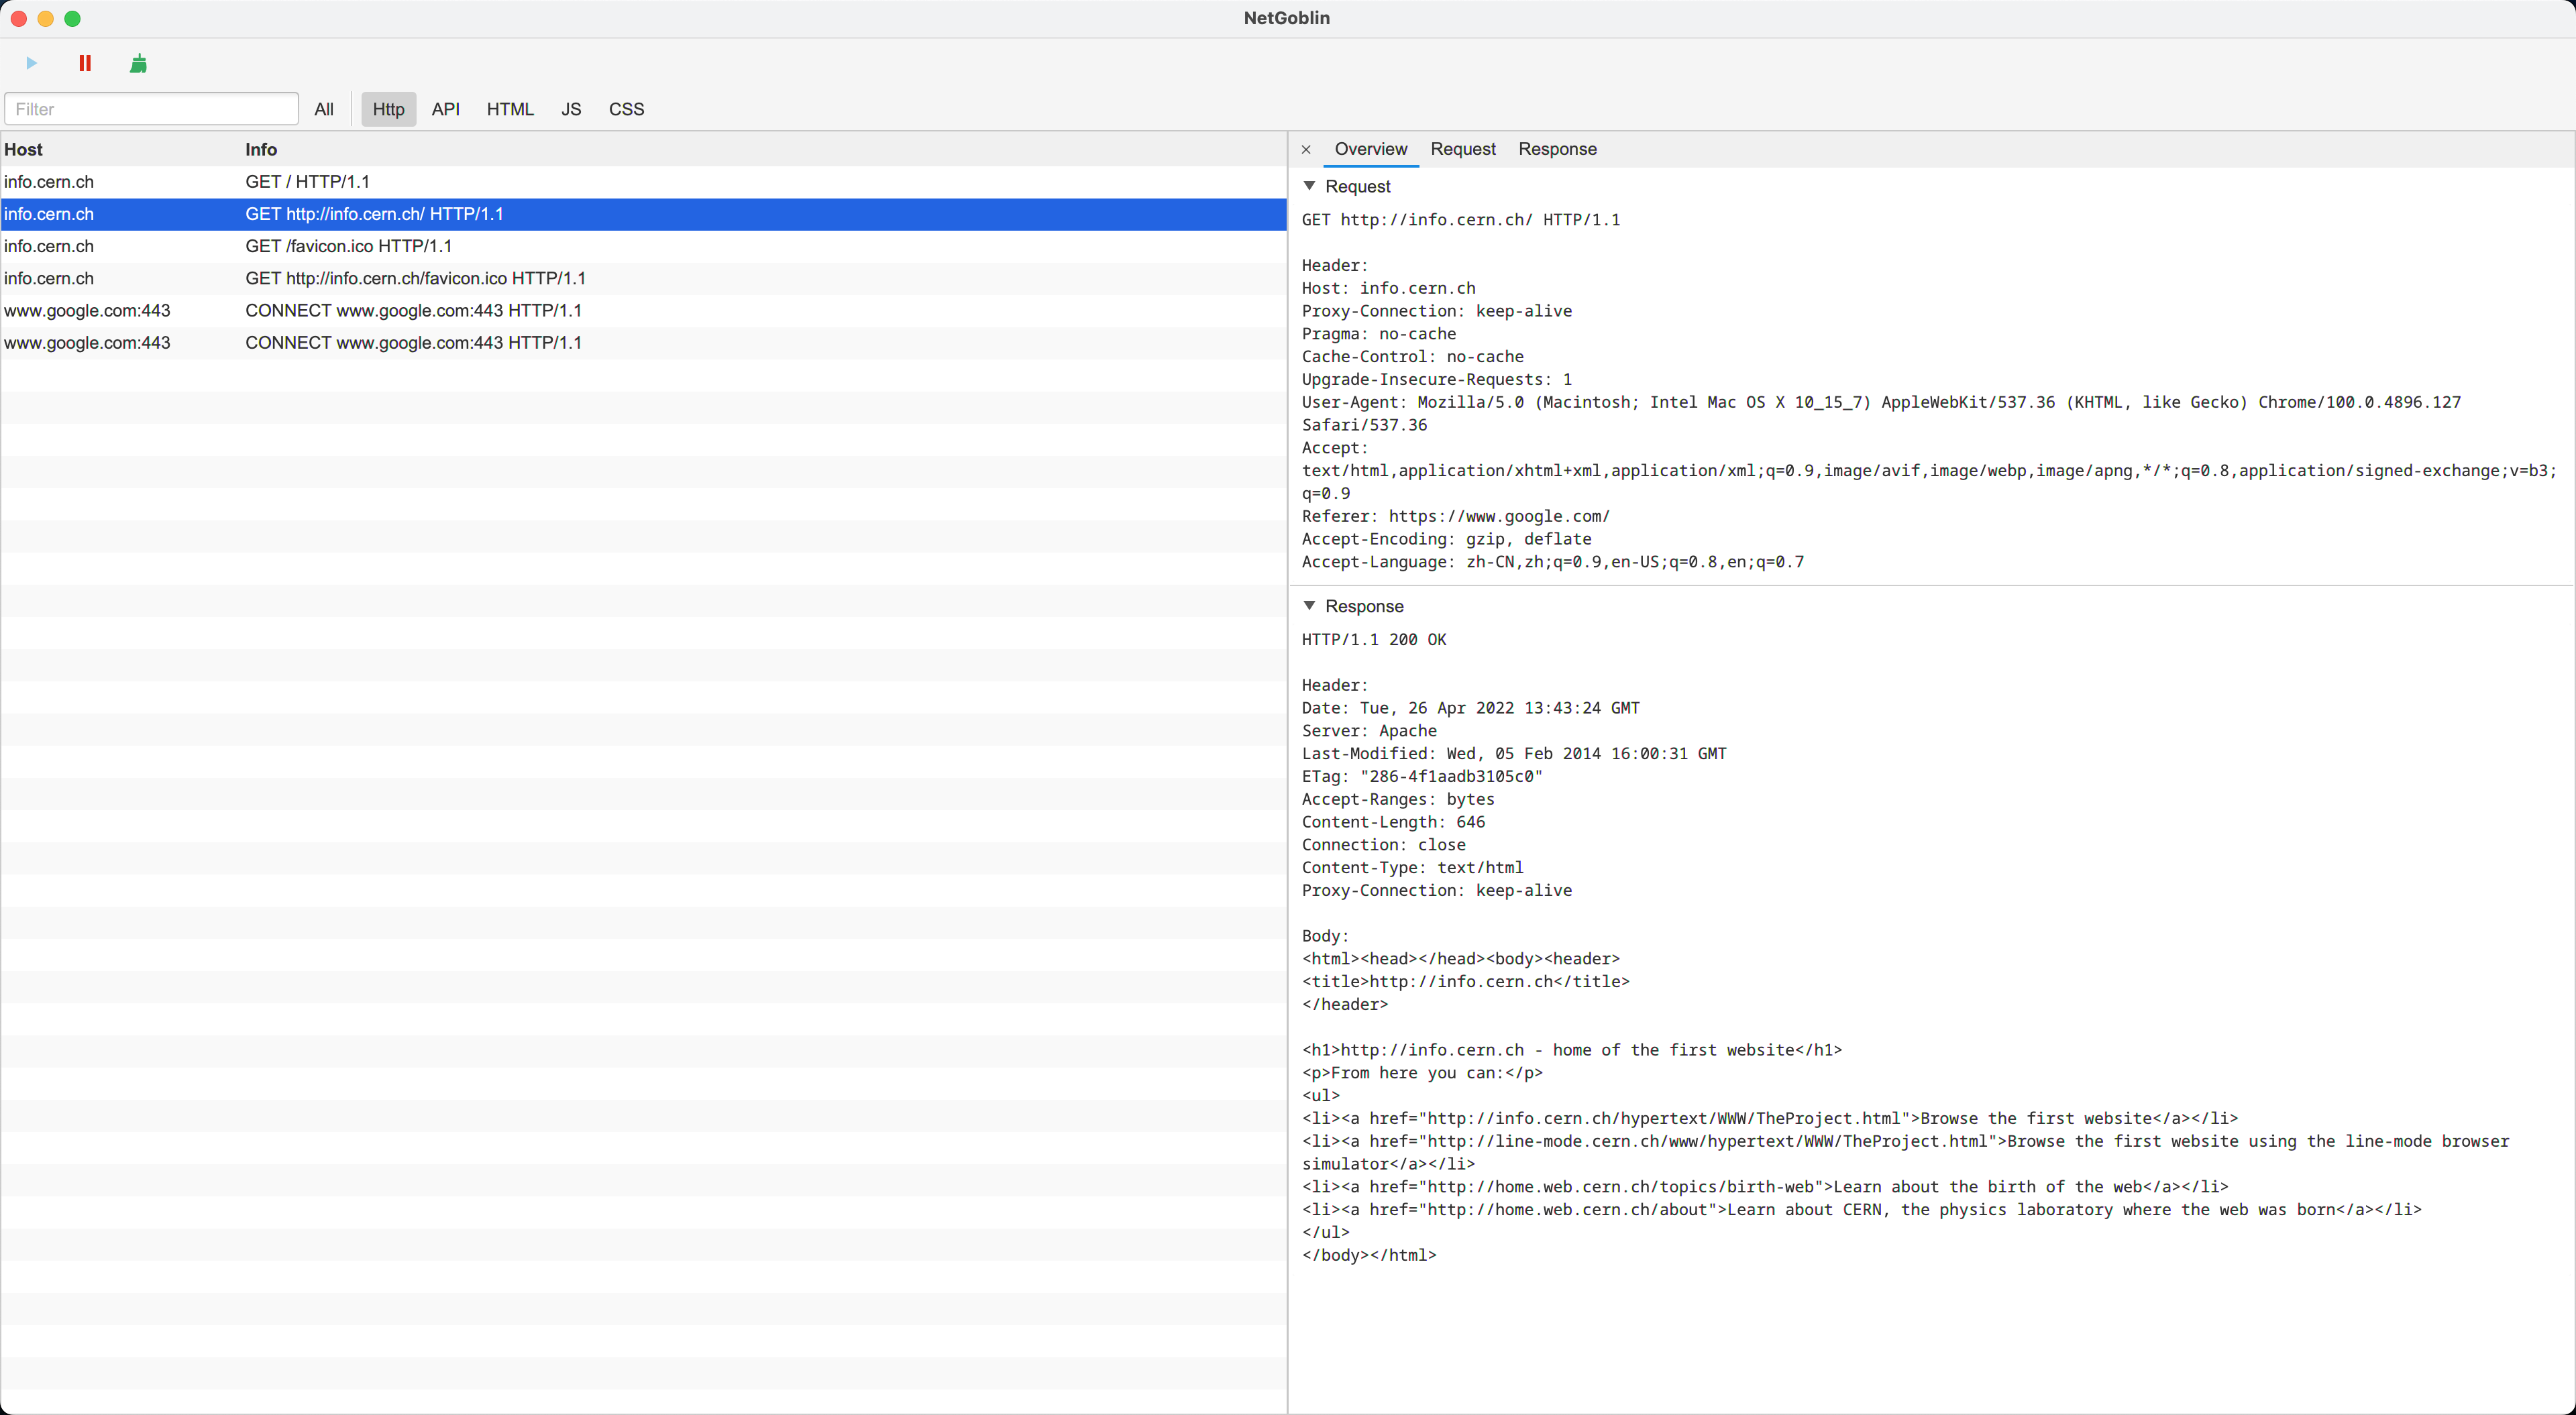 NetGoblin
Filter
All Http API HTML JS CSS
Host Info
info.cern.ch GET / HTTP/1.1
info.cern.ch GET http://info.cern.ch/ HTTP/1.1
info.cern.ch GET /favicon.ico HTTP/1.1
info.cern.ch GET http://info.cern.ch/favicon.ico HTTP/1.1
www.google.com:443 CONNECT www.google.com:443 HTTP/1.1
www.google.com:443 CONNECT www.google.com:443 HTTP/1.1
× Overview Request Response
▼ Request
GET http://info.cern.ch/ HTTP/1.1
Header:
Host: info.cern.ch
Proxy-Connection: keep-alive
Pragma: no-cache
Cache-Control: no-cache
Upgrade-Insecure-Requests: 1
User-Agent: Mozilla/5.0 (Macintosh; Intel Mac OS X 10_15_7) AppleWebKit/537.36 (KHTML, like Gecko) Chrome/100.0.4896.127
Safari/537.36
Accept:
text/html,application/xhtml+xml,application/xml;q=0.9,image/avif,image/webp,image/apng,*/*;q=0.8,application/signed-exchange;v=b3;
q=0.9
Referer: https://www.google.com/
Accept-Encoding: gzip, deflate
Accept-Language: zh-CN,zh;q=0.9,en-US;q=0.8,en;q=0.7
▼ Response
HTTP/1.1 200 OK
Header:
Date: Tue, 26 Apr 2022 13:43:24 GMT
Server: Apache
Last-Modified: Wed, 05 Feb 2014 16:00:31 GMT
ETag: "286-4f1aadb3105c0"
Accept-Ranges: bytes
Content-Length: 646
Connection: close
Content-Type: text/html
Proxy-Connection: keep-alive
Body:
<html><head></head><body><header>
<title>http://info.cern.ch</title>
</header>
<h1>http://info.cern.ch - home of the first website</h1>
<p>From here you can:</p>
<ul>
<li><a href="http://info.cern.ch/hypertext/WWW/TheProject.html">Browse the first website</a></li>
<li><a href="http://line-mode.cern.ch/www/hypertext/WWW/TheProject.html">Browse the first website using the line-mode browser
simulator</a></li>
<li><a href="http://home.web.cern.ch/topics/birth-web">Learn about the birth of the web</a></li>
<li><a href="http://home.web.cern.ch/about">Learn about CERN, the physics laboratory where the web was born</a></li>
</ul>
</body></html>